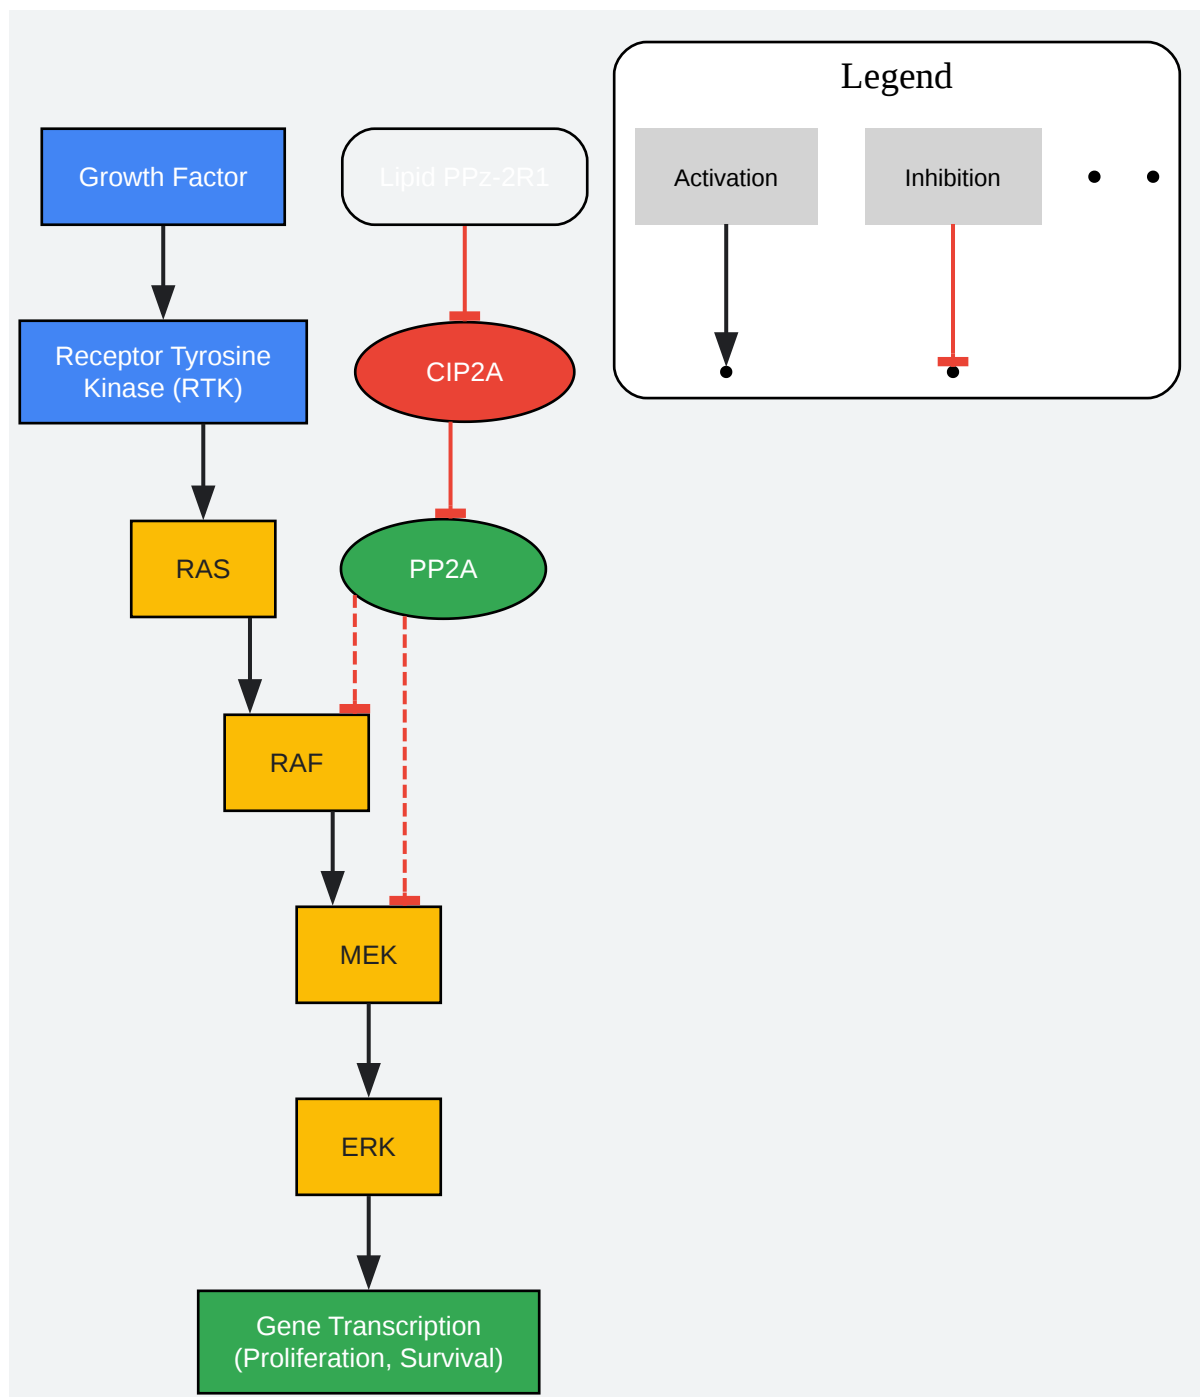 Legend
Growth Factor
Lipid PPz-2R1
Activation
Inhibition
Receptor Tyrosine
Kinase (RTK)
CIP2A
RAS
PP2A
RAF
MEK
ERK
Gene Transcription
(Proliferation, Survival)